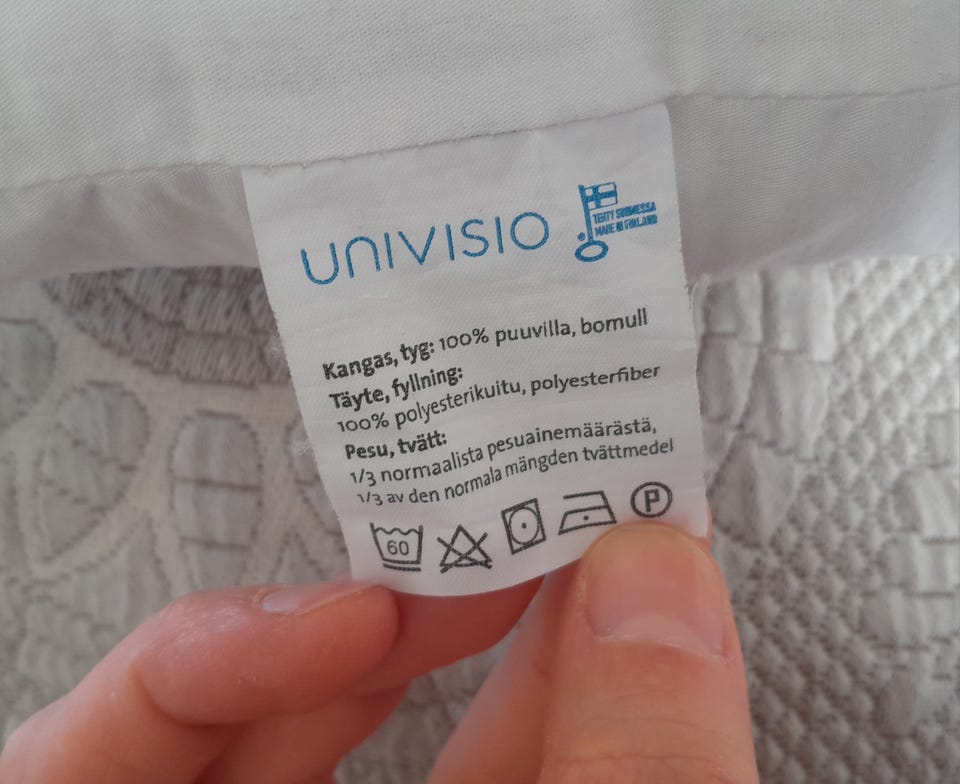 UNIVISIO
TEHTY SUOMESSA
MADE IN FINLAND
Kangas, tyg: 100% puuvilla, bomull
Täyte, fyllning:
100% polyesterikuitu, polyesterfiber
Pesu, tvätt:
1/3 normaalista pesuainemäärästä,
1/3 av den normala mängden tvättmedel
60 P